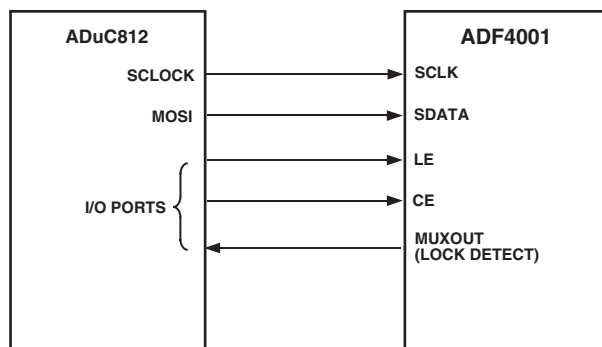 ADuC812
ADF4001
SCLOCK
SCLK
MOSI
SDATA
LE
I/O PORTS
CE
MUXOUT
(LOCK DETECT)